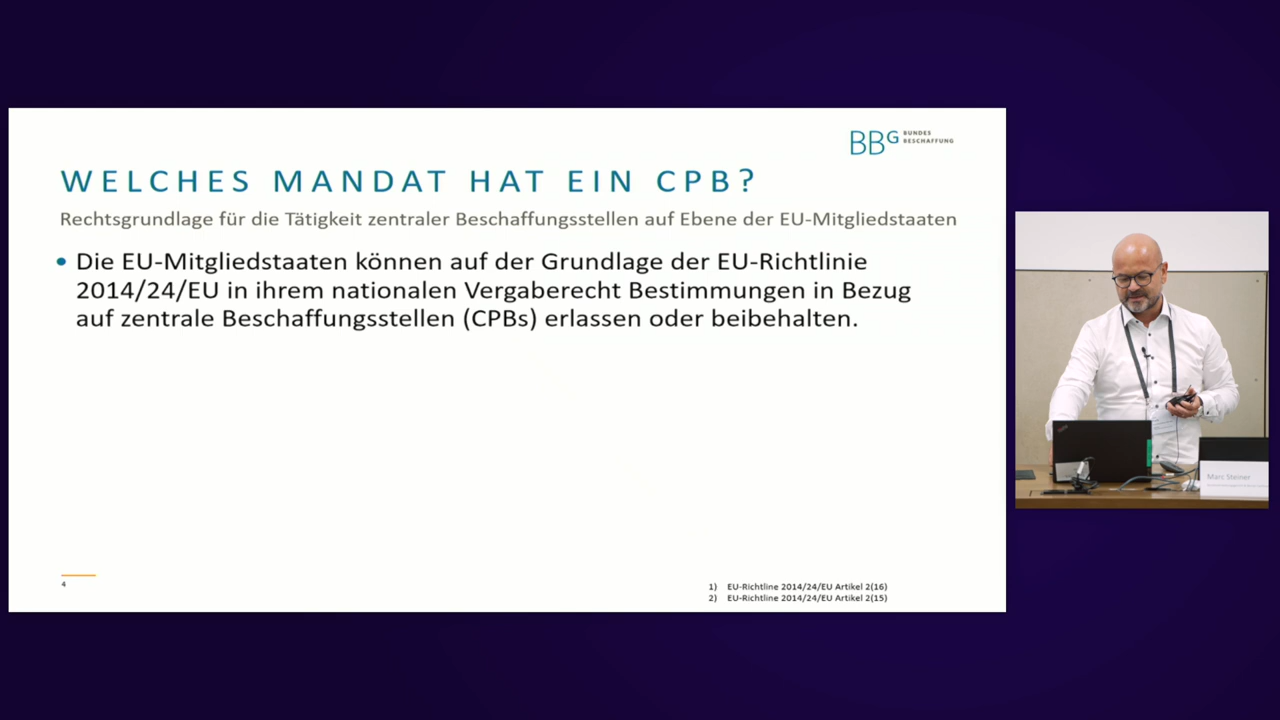 BBG BUNDES
BESCHAFFUNG
WELCHES MANDAT HAT EIN CPB?
Rechtsgrundlage für die Tätigkeit zentraler Beschaffungsstellen auf Ebene der EU-Mitgliedstaaten
• Die EU-Mitgliedstaaten können auf der Grundlage der EU-Richtlinie
2014/24/EU in ihrem nationalen Vergaberecht Bestimmungen in Bezug
auf zentrale Beschaffungsstellen (CPBs) erlassen oder beibehalten.
4
1) EU-Richtline 2014/24/EU Artikel 2(16)
2) EU-Richtline 2014/24/EU Artikel 2(15)
Marc Steiner